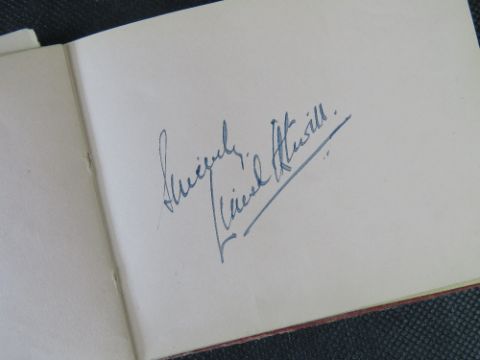 Sincerely,
Lionel Atwill.